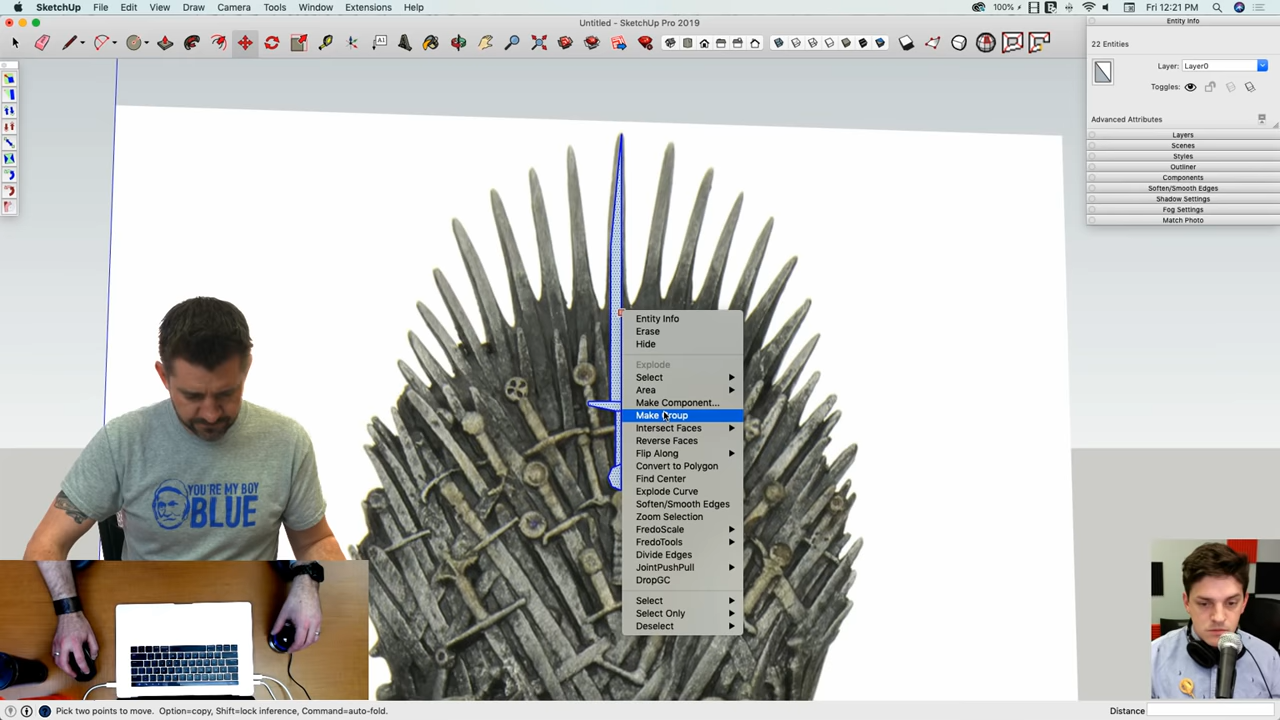 SketchUp File Edit View Camera Draw Tools Window Extensions Help 100% Fri 12:21 PM
Untitled - SketchUp Pro 2019
Entity Info
22 Entities
Layer: Layer0
Toggles:
Advanced Attributes
Layers
Scenes
Styles
Outliner
Components
Soften/Smooth Edges
Shadow Settings
Fog Settings
Match Photo
Entity Info
Erase
Hide
Explode
Select
Area
Make Component...
Make Group
Intersect Faces
Reverse Faces
Flip Along
Convert to Polygon
Find Center
Explode Curve
Soften/Smooth Edges
Zoom Selection
FredoScale
FredoTools
Divide Edges
JointPushPull
DropGC
Select
Select Only
Deselect
YOU'RE MY BOY
BLUE
Pick two points to move. Option=copy, Shift=lock inference, Command=auto-fold.
Distance